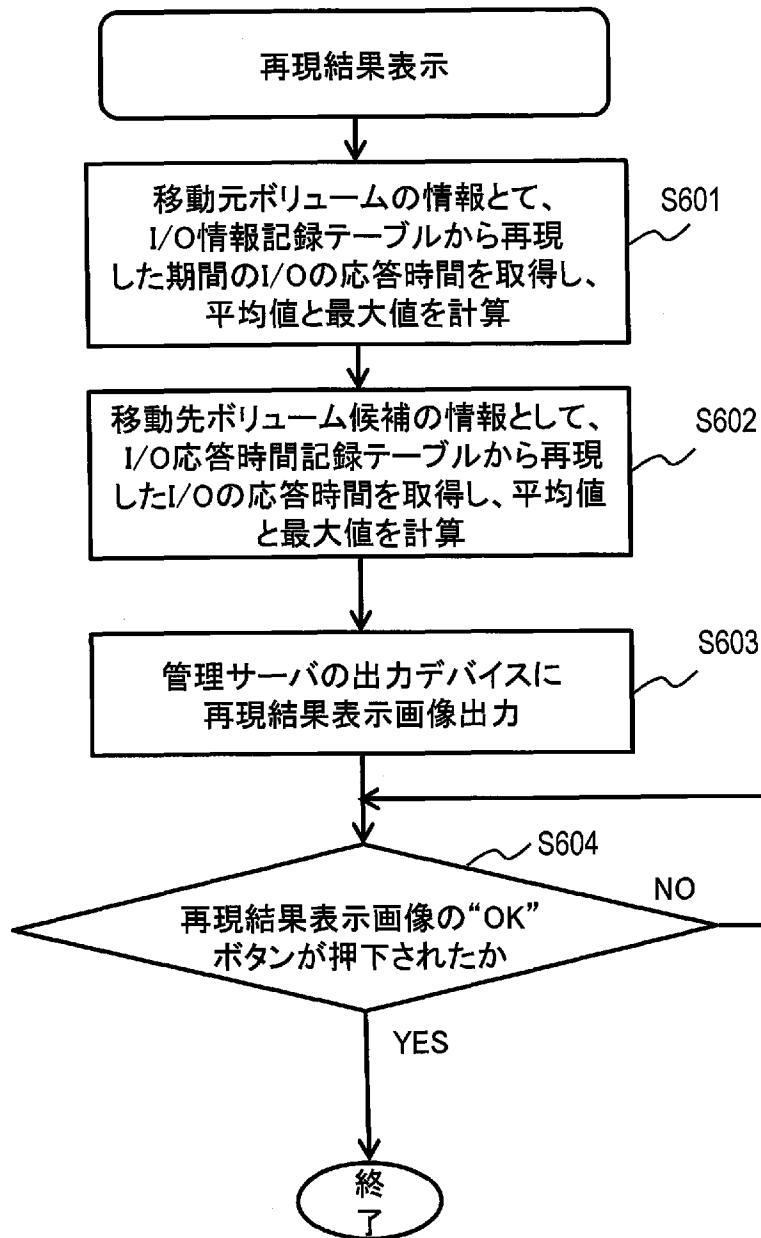 再現結果表示
移動元ボリュームの情報とて、
I/O情報記録テーブルから再現
した期間のI/Oの応答時間を取得し、
平均値と最大値を計算
S601
移動先ボリューム候補の情報として、
I/O応答時間記録テーブルから再現
したI/Oの応答時間を取得し、平均値
と最大値を計算
S602
管理サーバの出力デバイスに
再現結果表示画像出力
S603
S604
再現結果表示画像の“OK”
ボタンが押下されたか
NO
YES
終
了